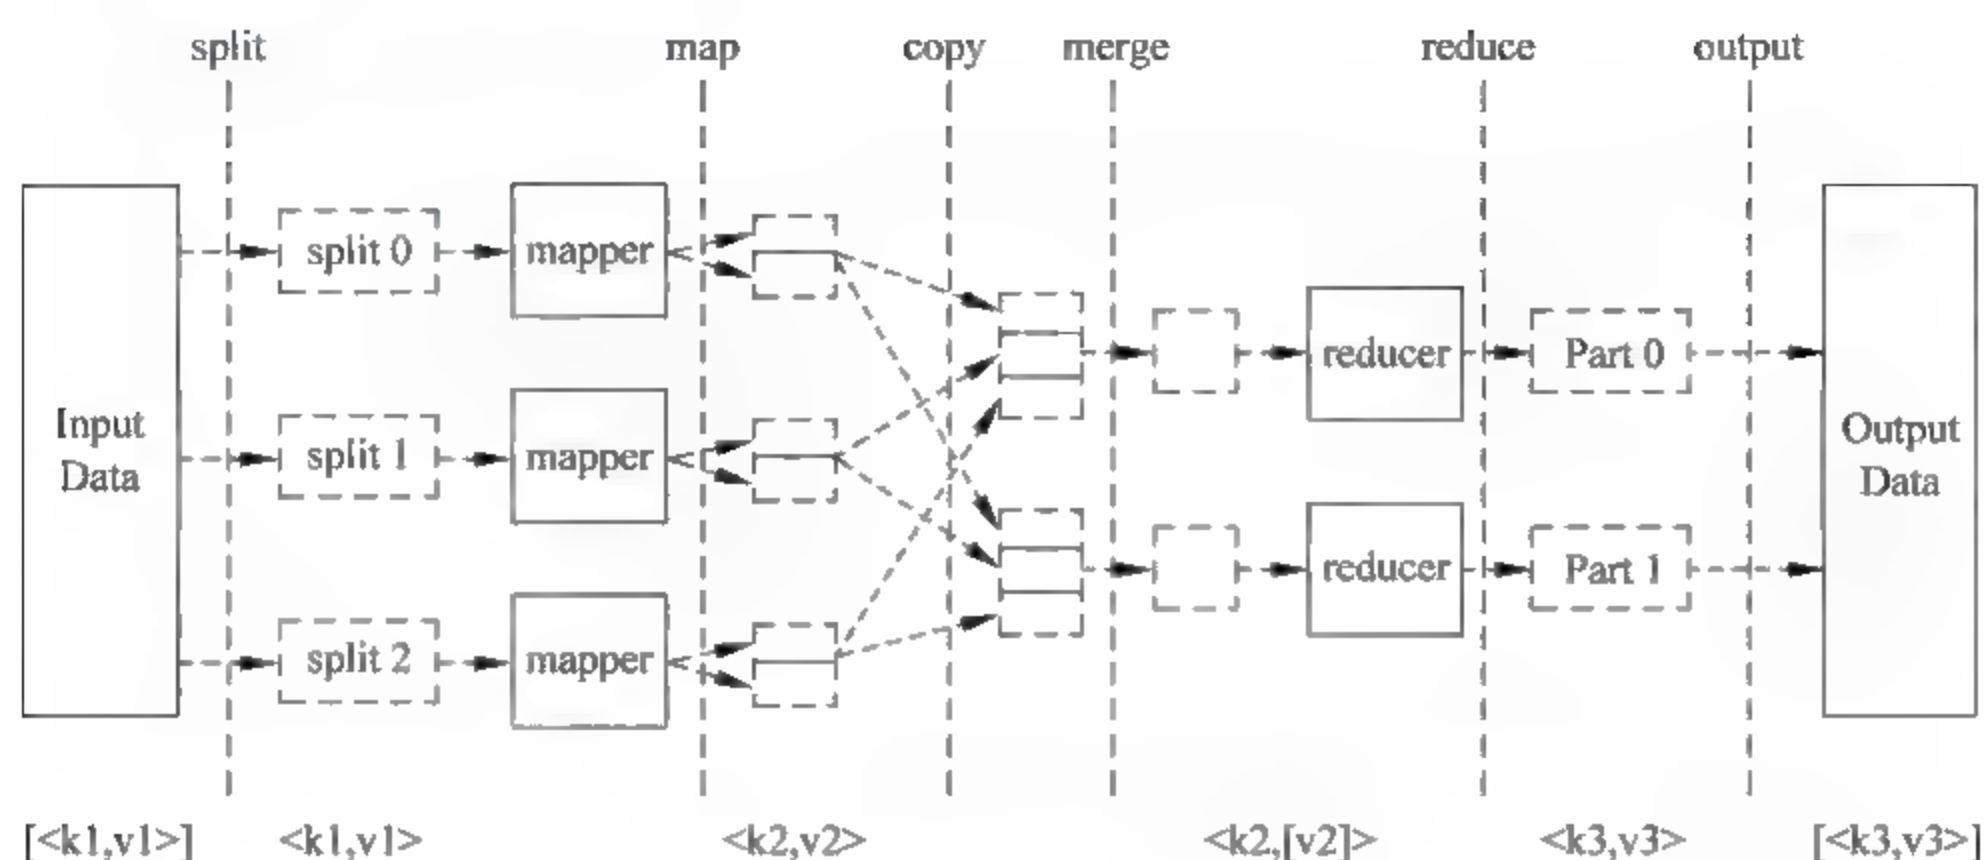 split map copy merge reduce output
split 0 mapper
mapper reducer Part 0
Input
Data
split 1
Output
Data
reducer Part 1
split 2 mapper
[<k1,v1>] <k1,v1> <k2,v2> <k2,[v2]> <k3,v3> [<k3,v3>]